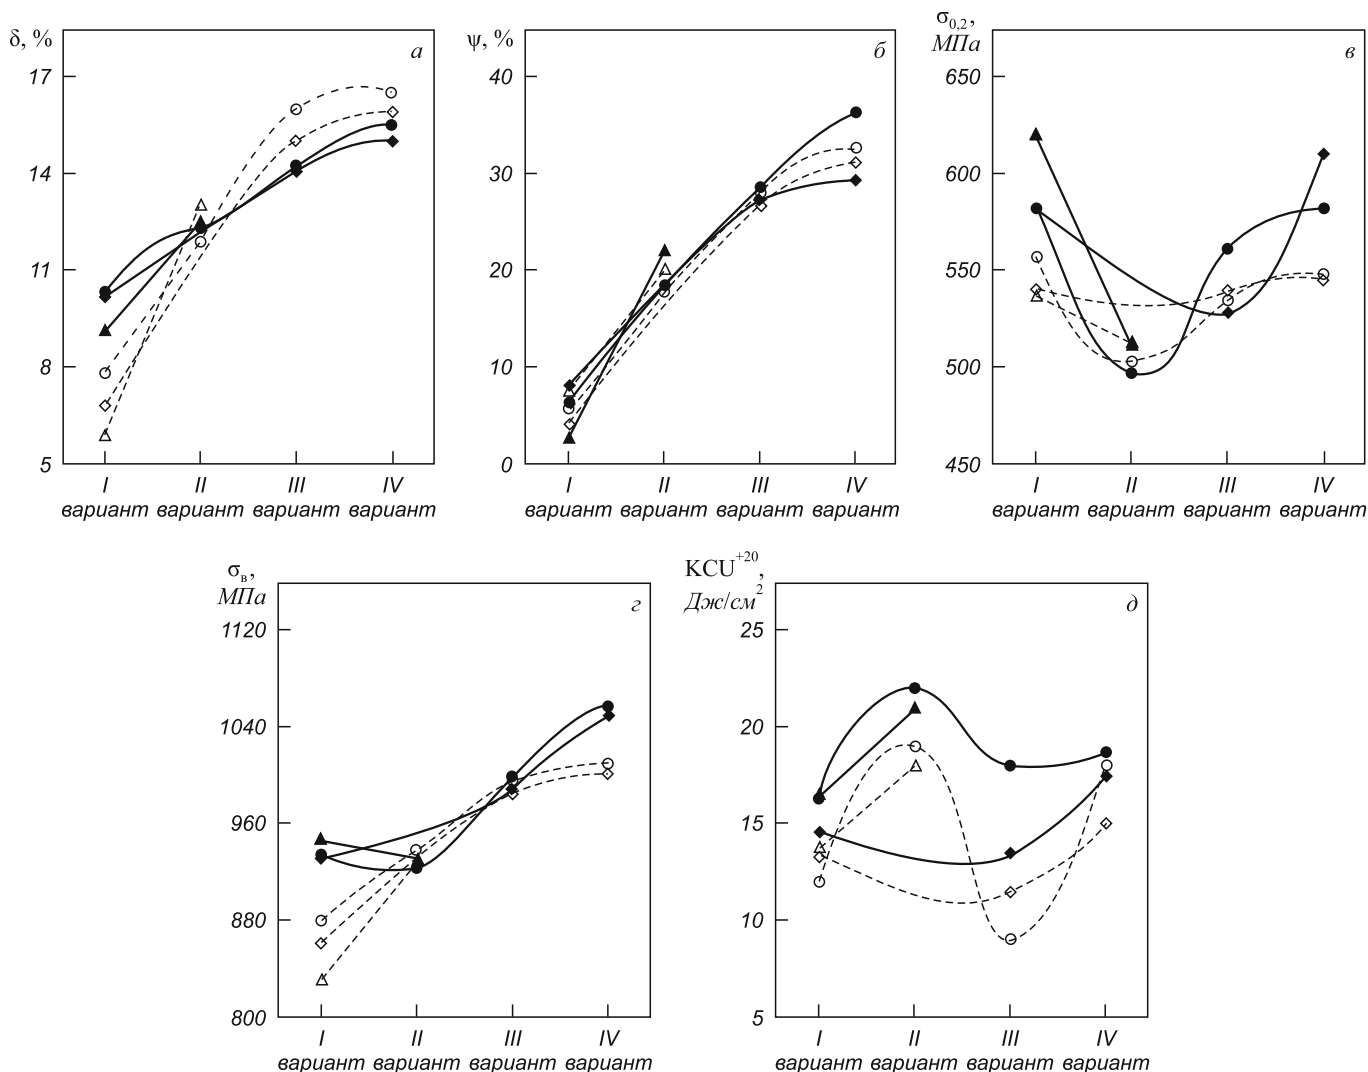 δ, %
а
17
14
11
8
5
I II III IV
вариант вариант вариант вариант
ψ, %
б
40
30
20
10
0
I II III IV
вариант вариант вариант вариант
σ0,2,
МПа
в
650
600
550
500
450
I II III IV
вариант вариант вариант вариант
σв,
МПа
г
1120
1040
960
880
800
I II III IV
вариант вариант вариант вариант
KCU+20,
Дж/см2
д
25
20
15
10
5
I II III IV
вариант вариант вариант вариант